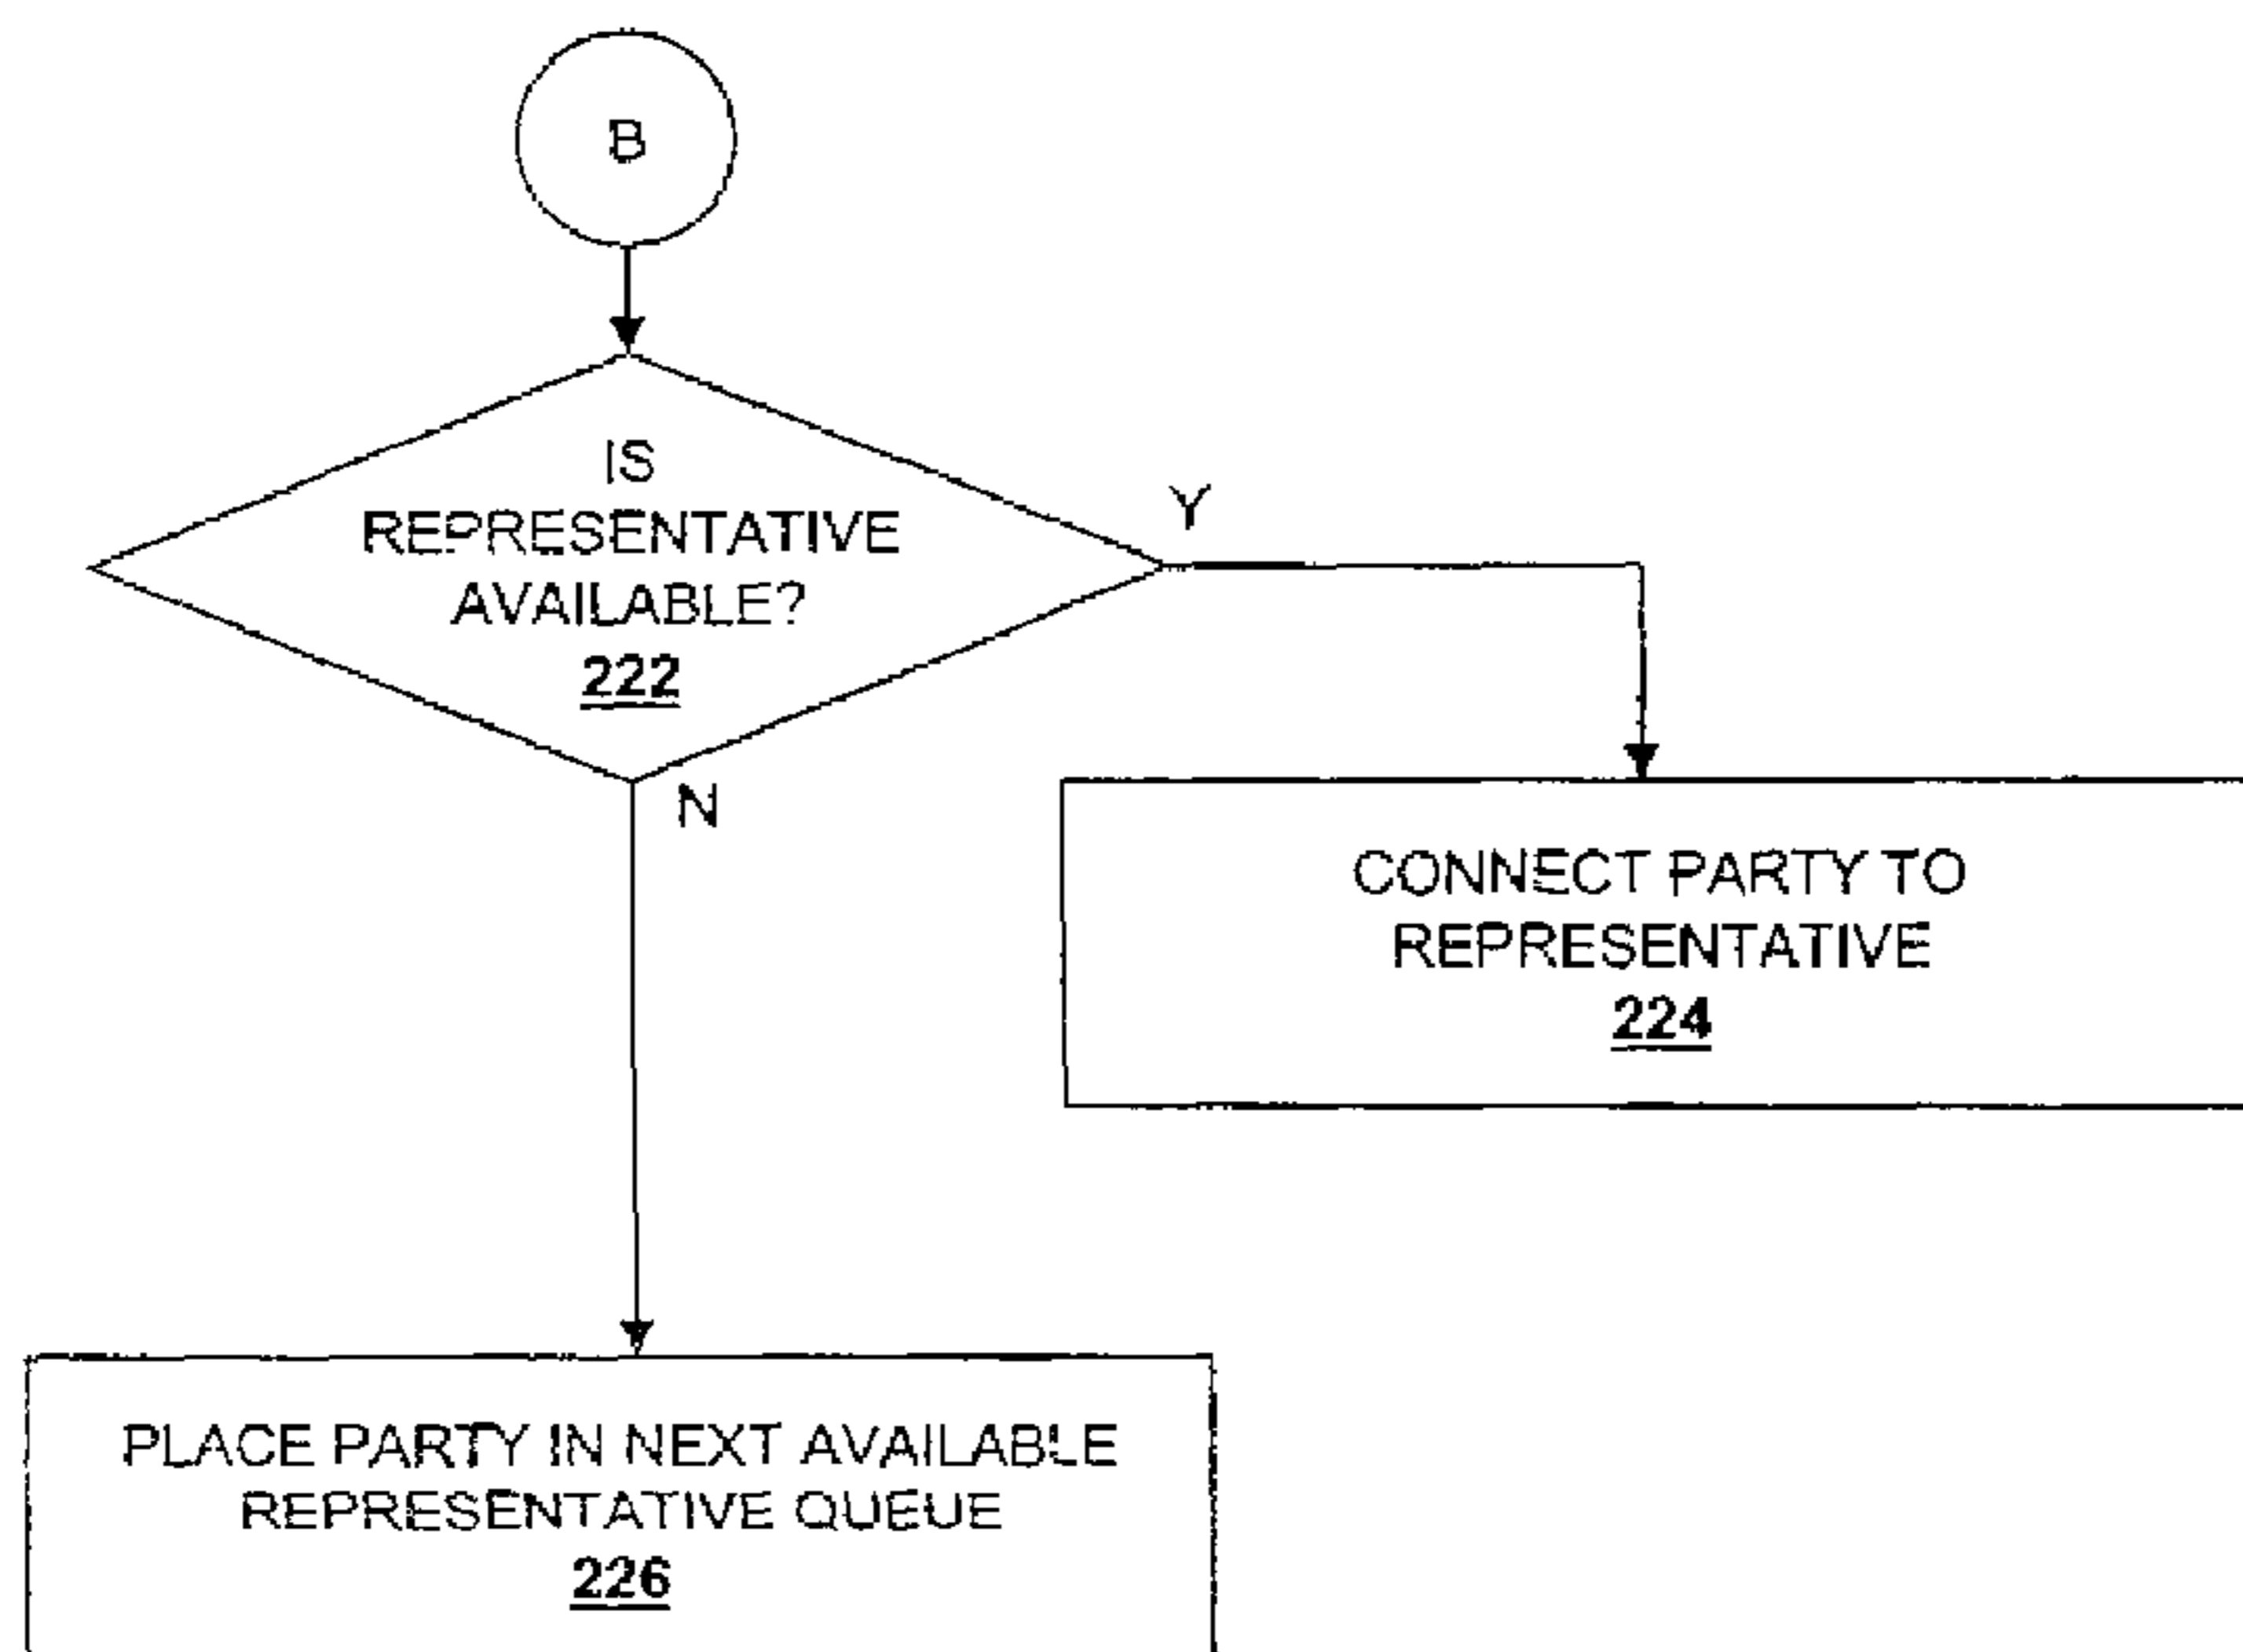 B
IS
REPRESENTATIVE
AVAILABLE?
222
Y
N
CONNECT PARTY TO
REPRESENTATIVE
224
PLACE PARTY IN NEXT AVAILABLE
REPRESENTATIVE QUEUE
226